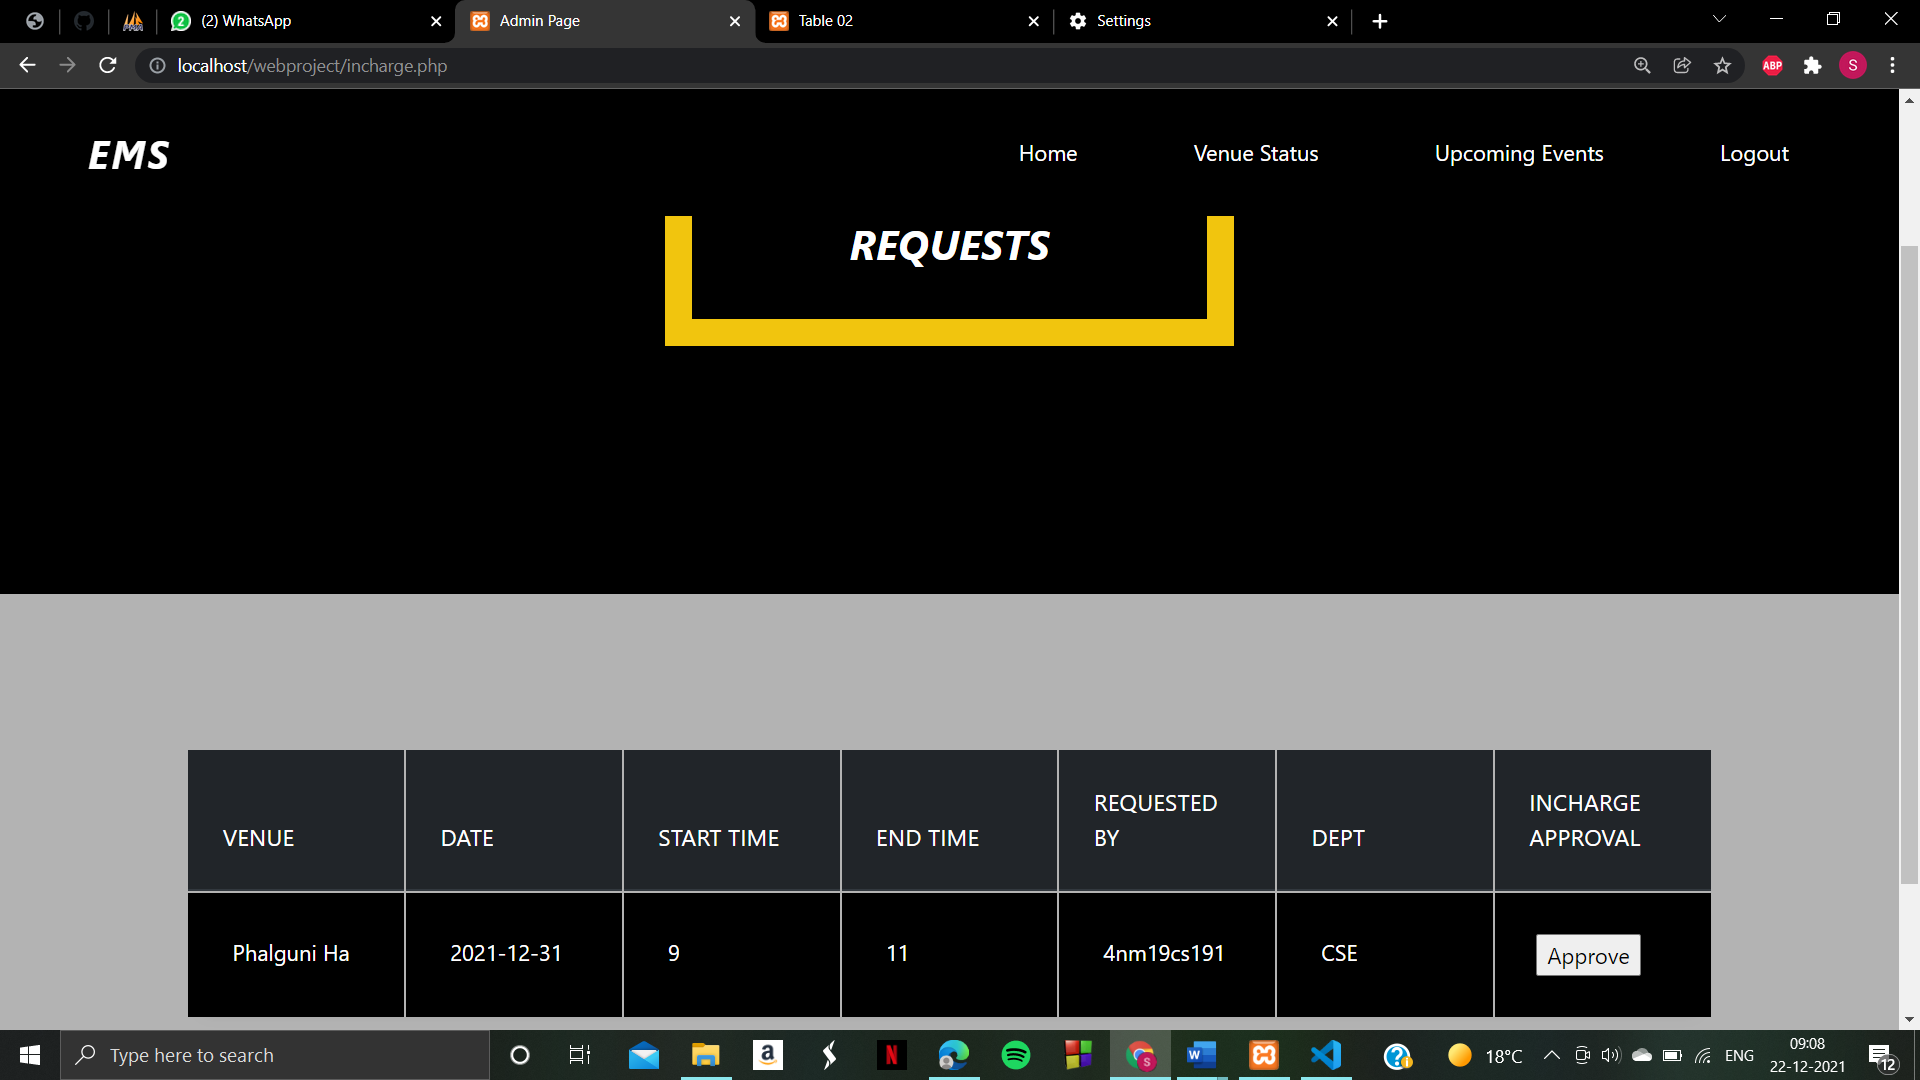 2 (2) WhatsApp
Admin Page
Table 02
Settings
localhost/webproject/incharge.php
ABP
S
EMS
Home
Venue Status
Upcoming Events
Logout
REQUESTS
VENUE
DATE
START TIME
END TIME
REQUESTED
BY
DEPT
INCHARGE
APPROVAL
Phalguni Ha
2021-12-31
9
11
4nm19cs191
CSE
Approve
Type here to search
18°C
ENG
09:08
22-12-2021
12